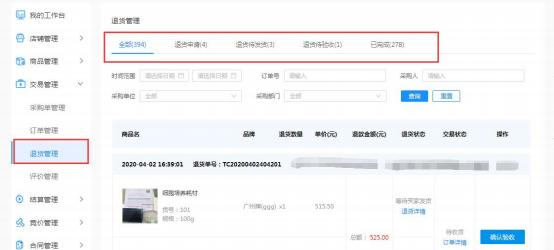 我的工作台
店铺管理
商品管理
交易管理
采购单管理
订单管理
退货管理
评价管理
结算管理
竞价管理
合同管理
退货管理
全部(394) 退货申请(4) 退货待发货(3) 退货待验收(1) 已完成(278)
时间范围 请选择日期 请选择日期 订单号 请输入 采购人 请输入
采购单位 全部 采购部门 全部 查询 重置
商品名 品牌 退货数量 单价(元) 退款金额(元) 退货状态 交易状态 操作
2020-04-02 16:39:01 退货单号：TC20200402404201
细胞培养耗材
货号：101
规格：100g
广州牌(ggg) x1 515.50
总额：525.00
等待买家发货
退货详情
待收货
订单详情
确认验收